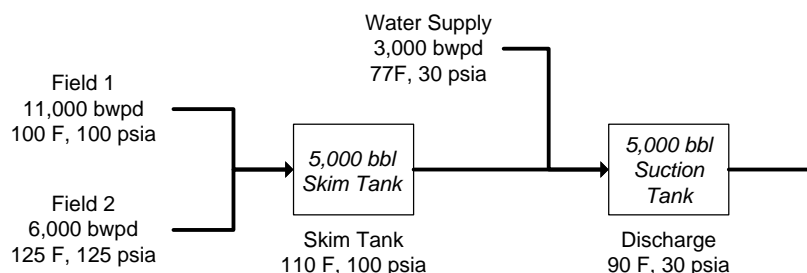 Water Supply
3,000 bwpd
77F, 30 psia
Field 1
11,000 bwpd
100 F, 100 psia
5,000 bbl
Skim Tank
5,000 bbl
Suction
Tank
Field 2
6,000 bwpd
125 F, 125 psia
Skim Tank
110 F, 100 psia
Discharge
90 F, 30 psia